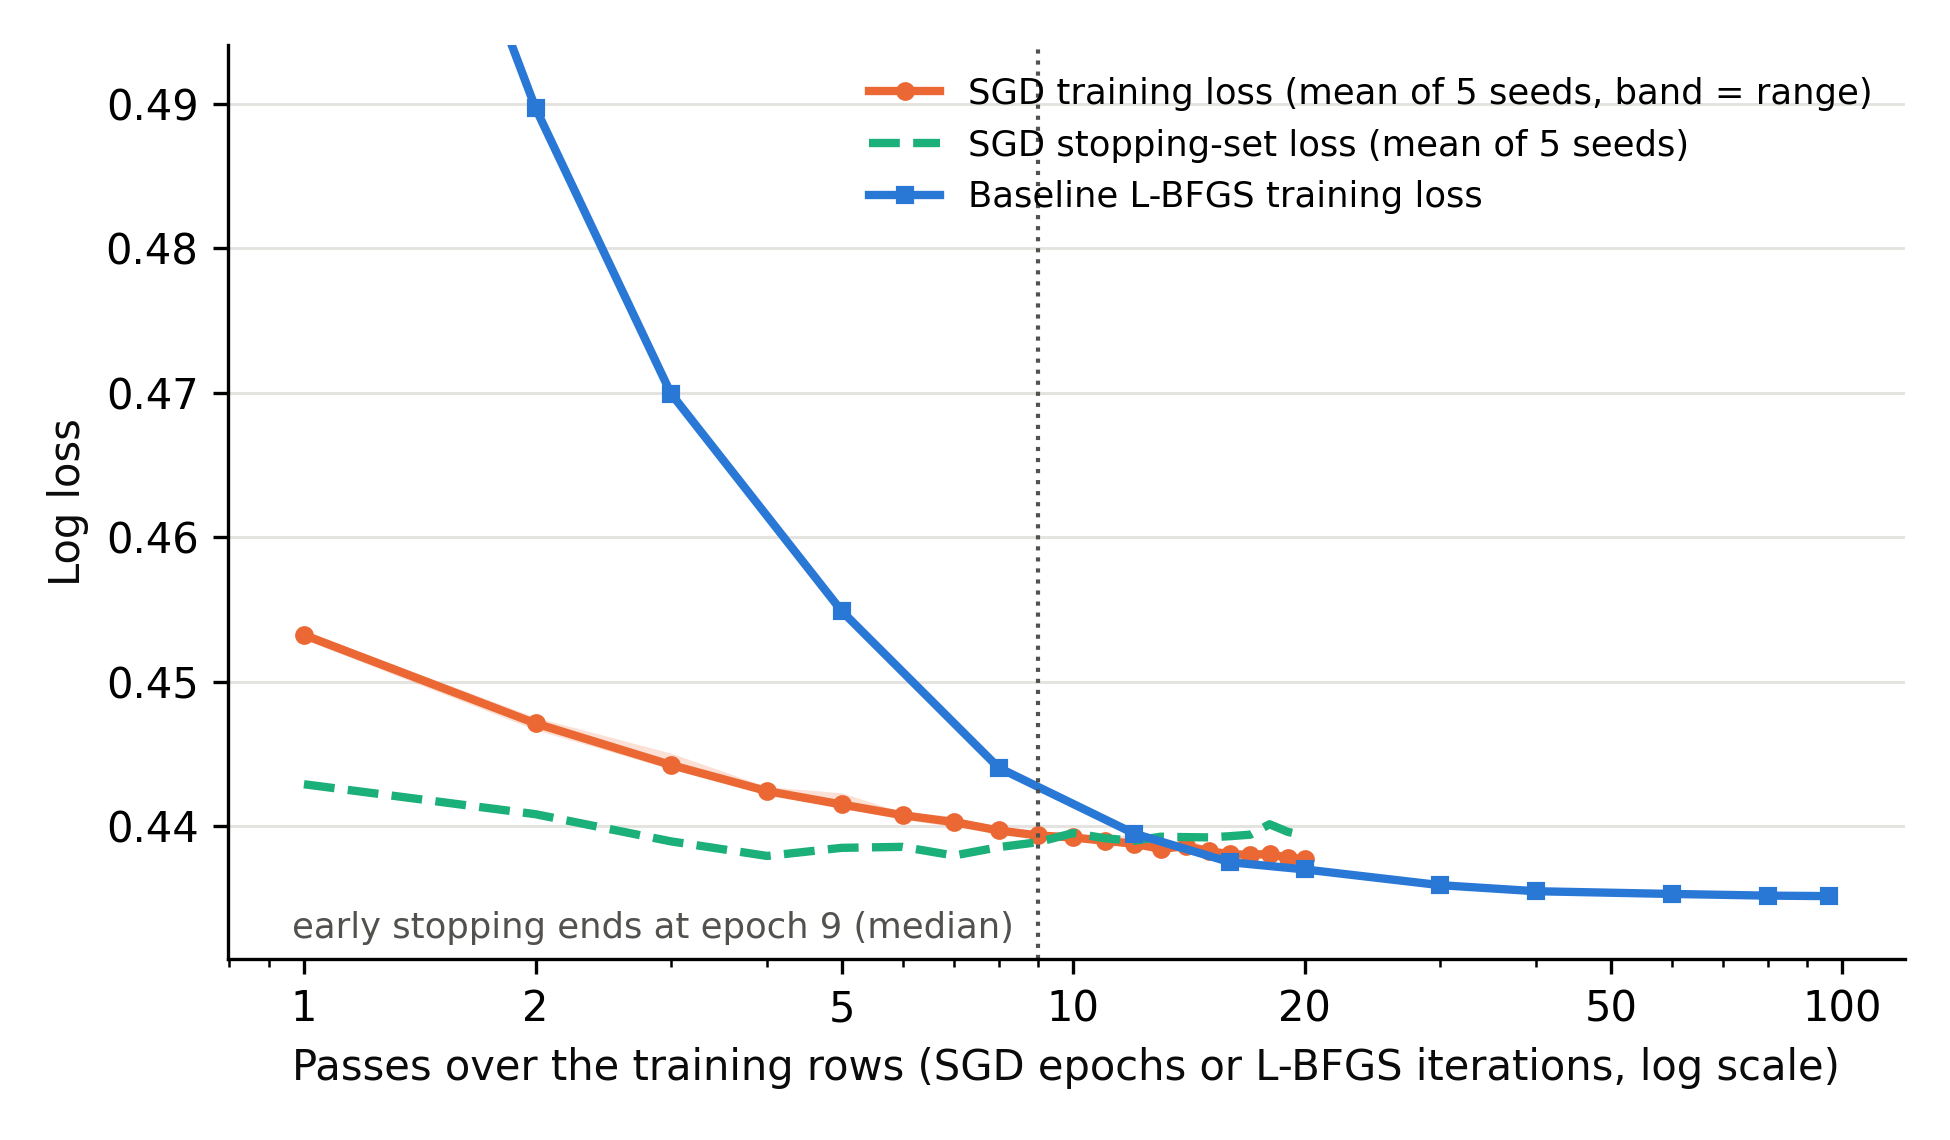 SGD training loss (mean of 5 seeds, band = range)
SGD stopping-set loss (mean of 5 seeds)
Baseline L-BFGS training loss
0.49
0.48
0.47
0.46
0.45
0.44
Log loss
early stopping ends at epoch 9 (median)
1 2 5 10 20 50 100
Passes over the training rows (SGD epochs or L-BFGS iterations, log scale)